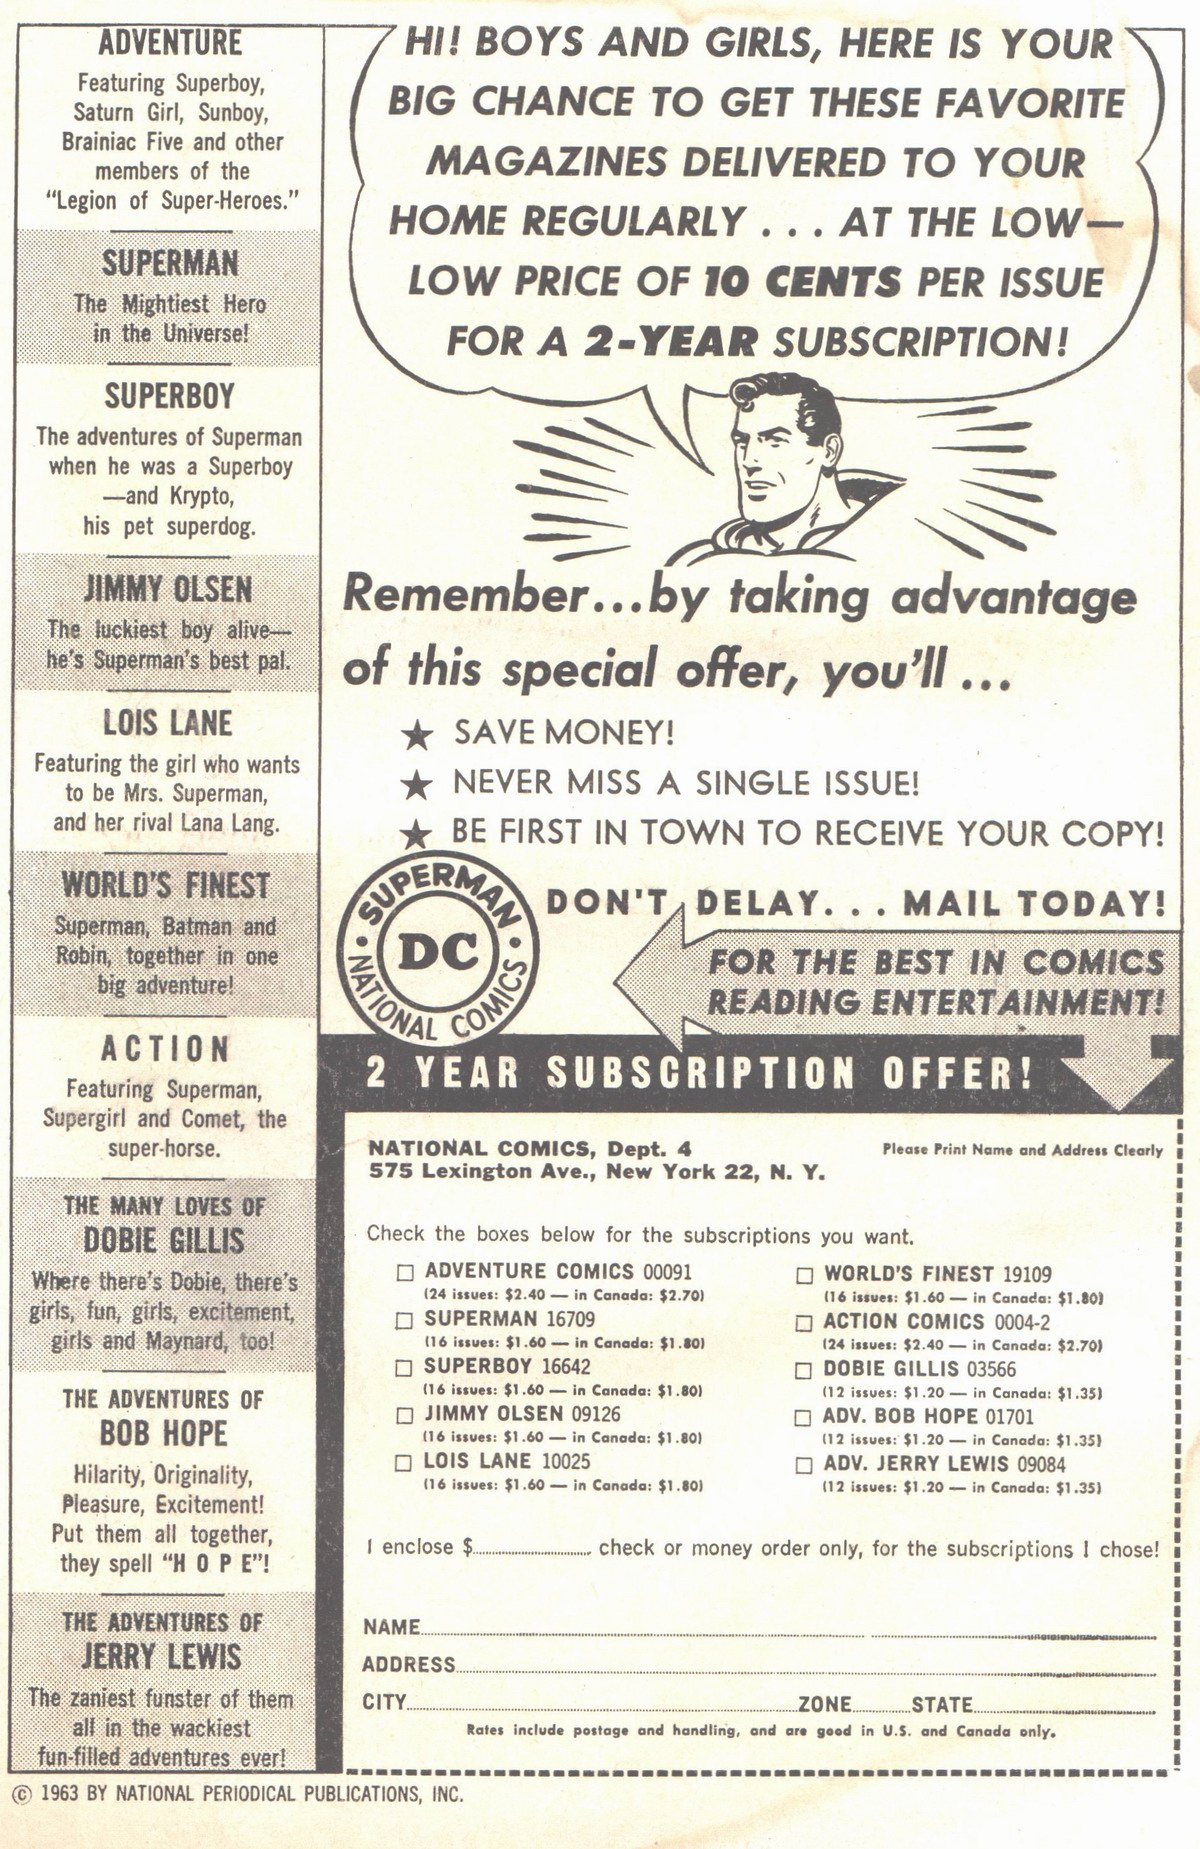 ADVENTURE
Featuring Superboy,
Saturn Girl, Sunboy,
Brainiac Five and other
members of the
“Legion of Super-Heroes.”
SUPERMAN
The Mightiest Hero
in the Universe!
SUPERBOY
The adventures of Superman
when he was a Superboy
—and Krypto,
his pet superdog.
JIMMY OLSEN
The luckiest boy alive—
he's Superman's best pal.
LOIS LANE
Featuring the girl who wants
to be Mrs. Superman,
and her rival Lana Lang.
WORLD'S FINEST
Superman, Batman and
Robin, together in one
big adventure!
ACTION
Featuring Superman,
Supergirl and Comet, the
super-horse.
THE MANY LOVES OF
DOBIE GILLIS
Where there's Dobie, there's
girls, fun, girls, excitement,
girls and Maynard, too!
THE ADVENTURES OF
BOB HOPE
Hilarity, Originality,
Pleasure, Excitement!
Put them all together,
they spell “H O P E”!
THE ADVENTURES OF
JERRY LEWIS
The zaniest funster of them
all in the wackiest
fun-filled adventures ever!
HI! BOYS AND GIRLS, HERE IS YOUR
BIG CHANCE TO GET THESE FAVORITE
MAGAZINES DELIVERED TO YOUR
HOME REGULARLY . . . AT THE LOW—
LOW PRICE OF 10 CENTS PER ISSUE
FOR A 2-YEAR SUBSCRIPTION!
Remember...by taking advantage
of this special offer, you'll ...
★ SAVE MONEY!
★ NEVER MISS A SINGLE ISSUE!
★ BE FIRST IN TOWN TO RECEIVE YOUR COPY!
SUPERMAN
DC
NATIONAL COMICS
DON'T DELAY. . . MAIL TODAY!
FOR THE BEST IN COMICS
READING ENTERTAINMENT!
2 YEAR SUBSCRIPTION OFFER!
NATIONAL COMICS, Dept. 4
575 Lexington Ave., New York 22, N. Y.
Please Print Name and Address Clearly
Check the boxes below for the subscriptions you want.
☐ ADVENTURE COMICS 00091
(24 issues: $2.40 — in Canada: $2.70)
☐ SUPERMAN 16709
(16 issues: $1.60 — in Canada: $1.80)
☐ SUPERBOY 16642
(16 issues: $1.60 — in Canada: $1.80)
☐ JIMMY OLSEN 09126
(16 issues: $1.60 — in Canada: $1.80)
☐ LOIS LANE 10025
(16 issues: $1.60 — in Canada: $1.80)
☐ WORLD'S FINEST 19109
(16 issues: $1.60 — in Canada: $1.80)
☐ ACTION COMICS 0004-2
(24 issues: $2.40 — in Canada: $2.70)
☐ DOBIE GILLIS 03566
(12 issues: $1.20 — in Canada: $1.35)
☐ ADV. BOB HOPE 01701
(12 issues: $1.20 — in Canada: $1.35)
☐ ADV. JERRY LEWIS 09084
(12 issues: $1.20 — in Canada: $1.35)
I enclose $.............................. check or money order only, for the subscriptions I chose!
NAME..............................
ADDRESS..............................
CITY..............................ZONE..............STATE..............................
Rates include postage and handling, and are good in U.S. and Canada only.
© 1963 BY NATIONAL PERIODICAL PUBLICATIONS, INC.